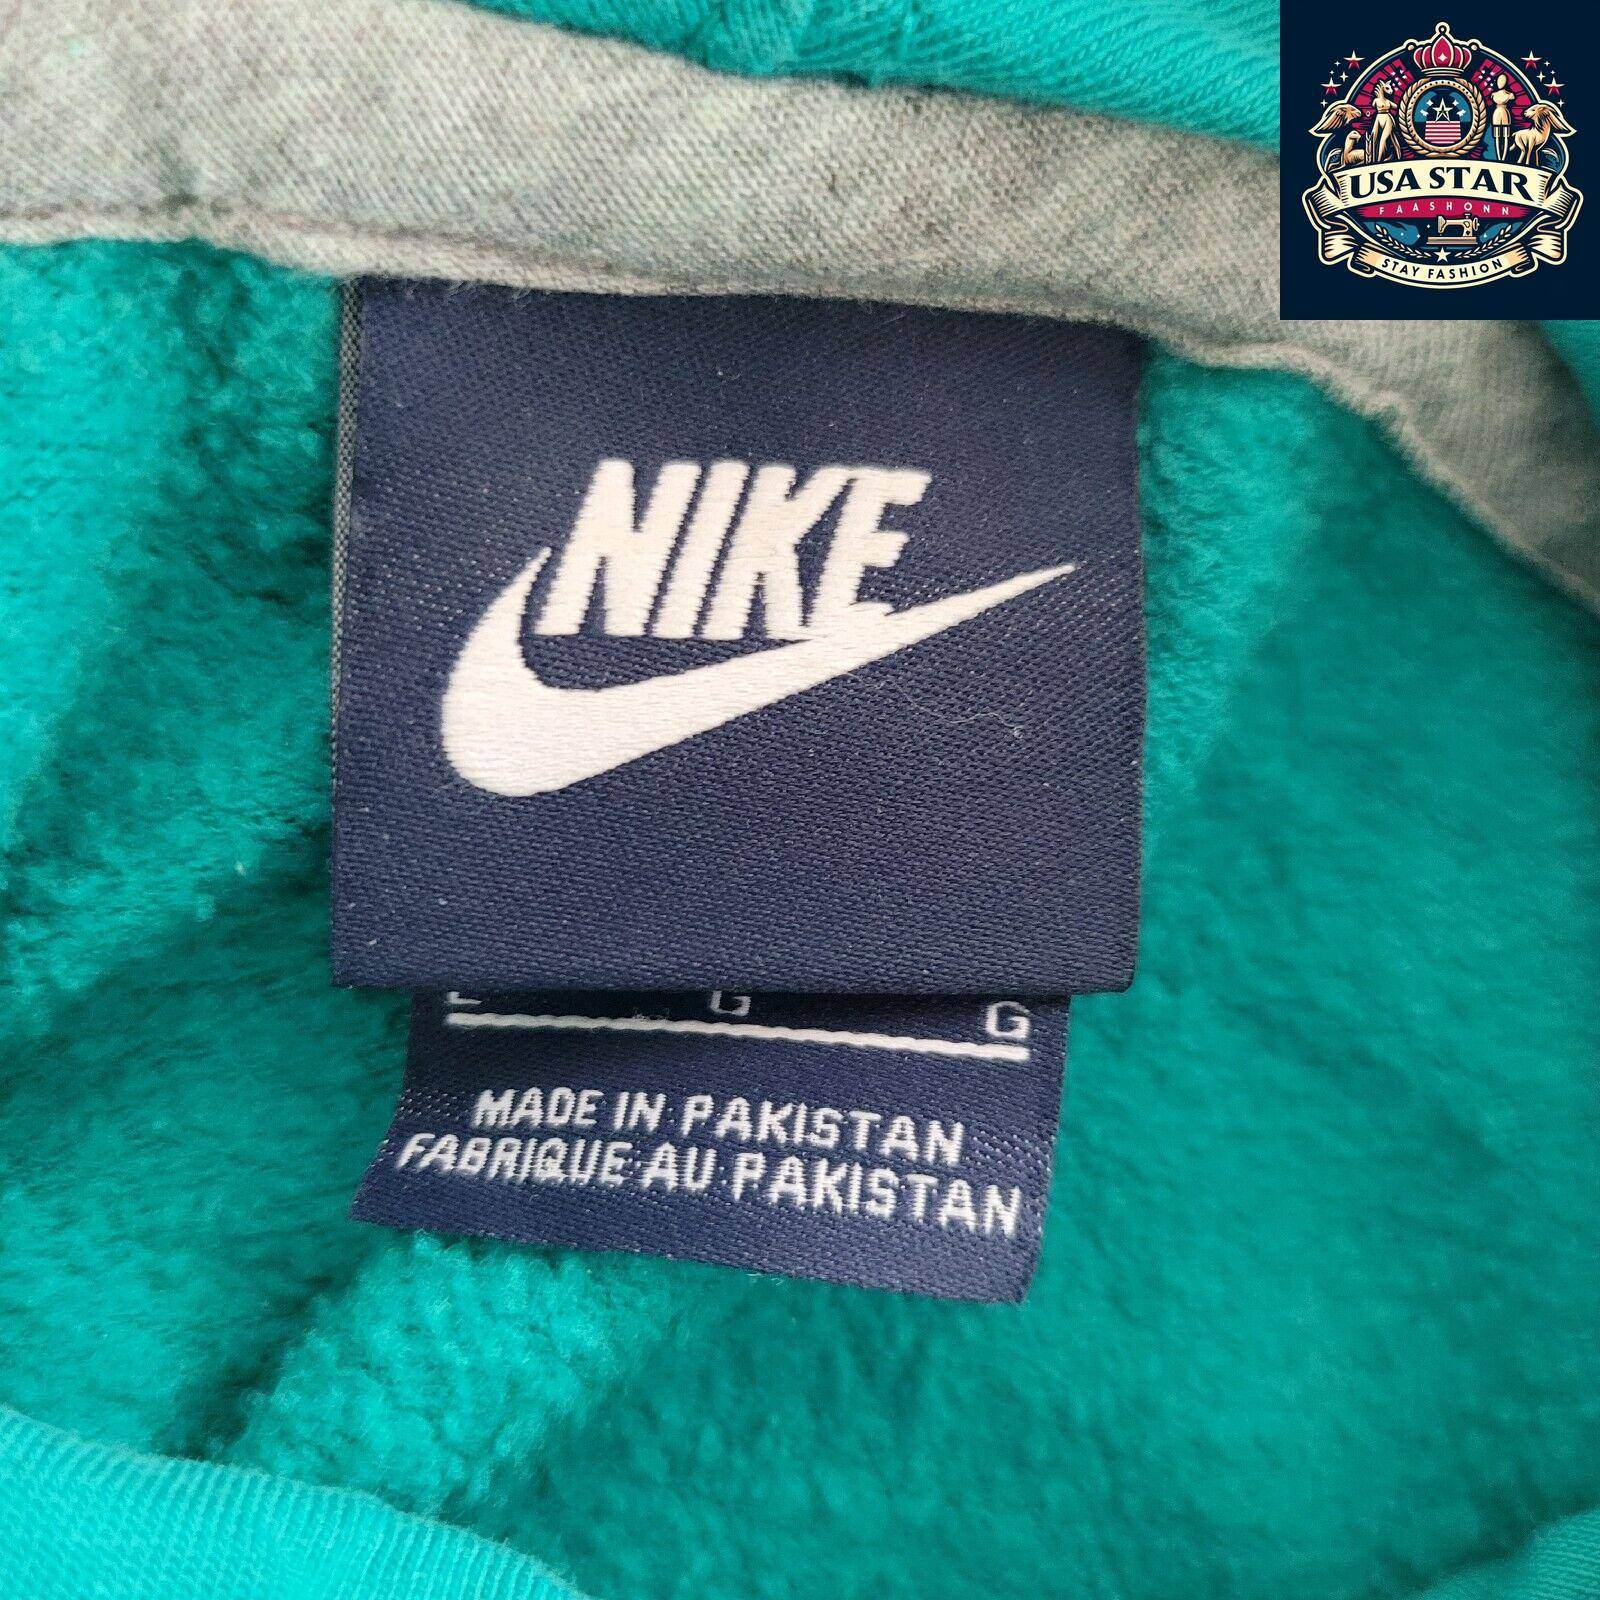 USA STAR
FAASHONN
STAY FASHION
NIKE
G G
MADE IN PAKISTAN
FABRIQUE AU PAKISTAN